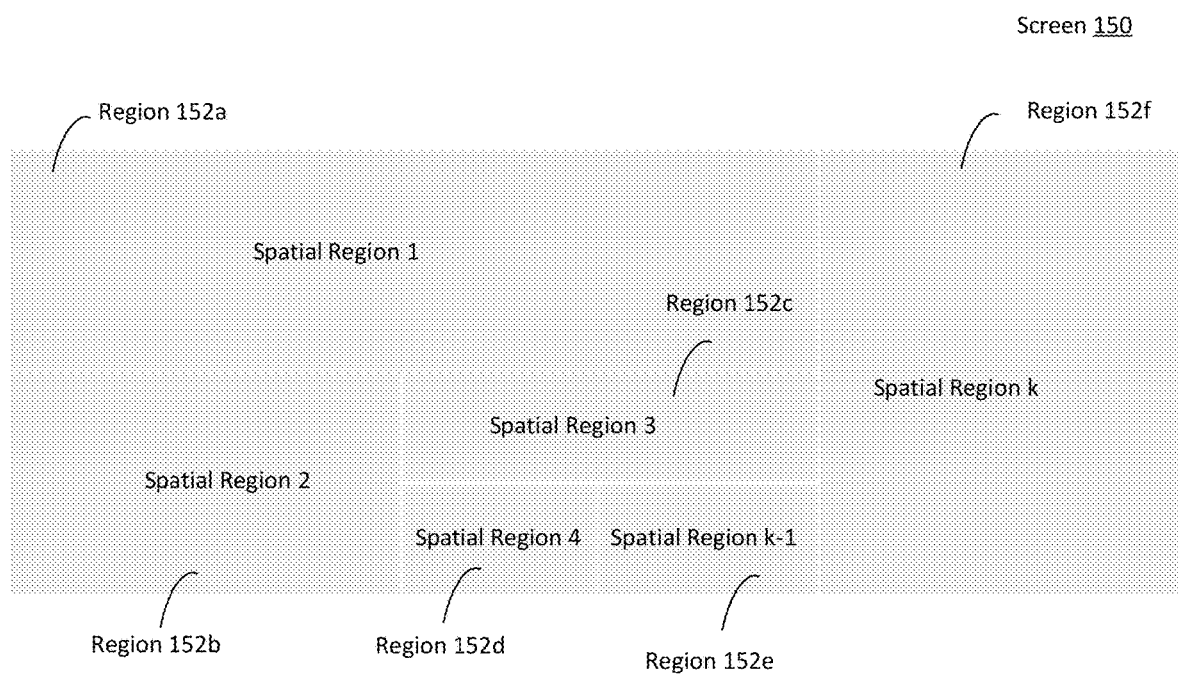 Screen 150
Region 152a
Region 152f
Spatial Region 1
Region 152c
Spatial Region k
Spatial Region 3
Spatial Region 2
Spatial Region 4
Spatial Region k-1
Region 152b
Region 152d
Region 152e